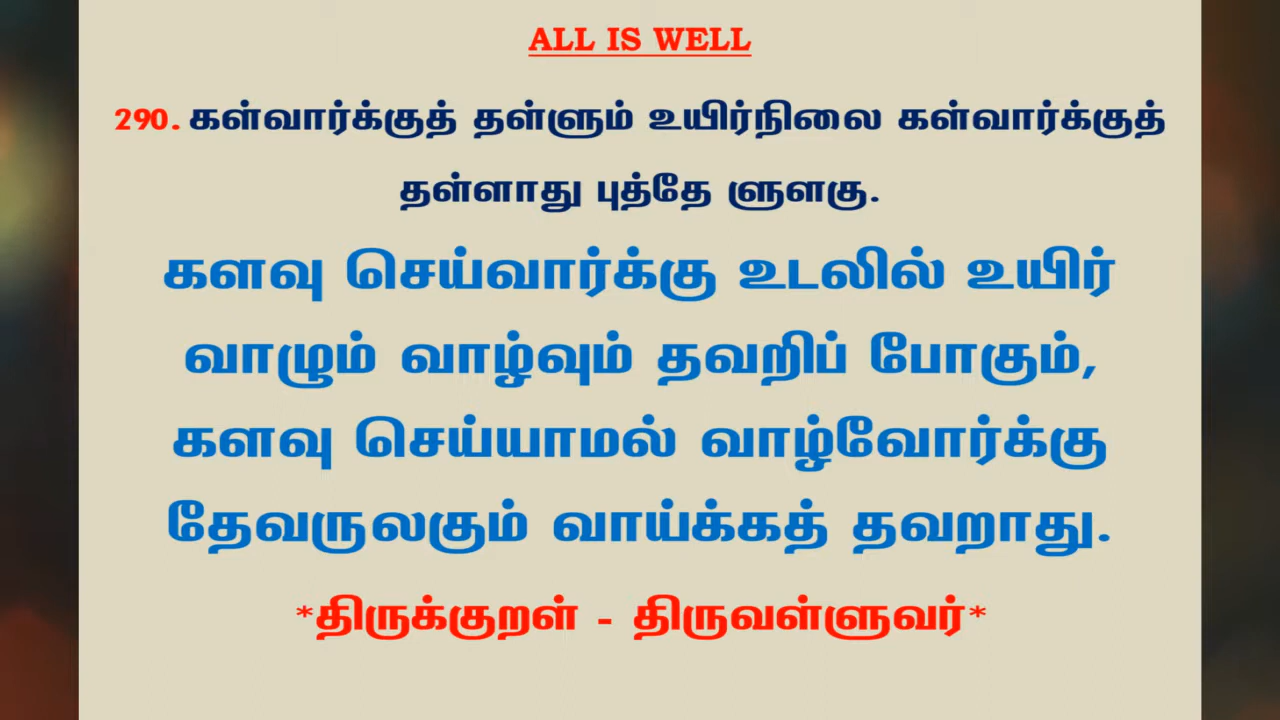 ALL IS WELL
290. கள்வார்க்குத் தள்ளும் உயிர்நிலை கள்வார்க்குத்
தள்ளாது புத்தே ளுளகு.
களவு செய்வார்க்கு உடலில் உயிர்
வாழும் வாழ்வும் தவறிப் போகும்,
களவு செய்யாமல் வாழ்வோர்க்கு
தேவருலகும் வாய்க்கத் தவறாது.
*திருக்குறள் - திருவள்ளுவர்*